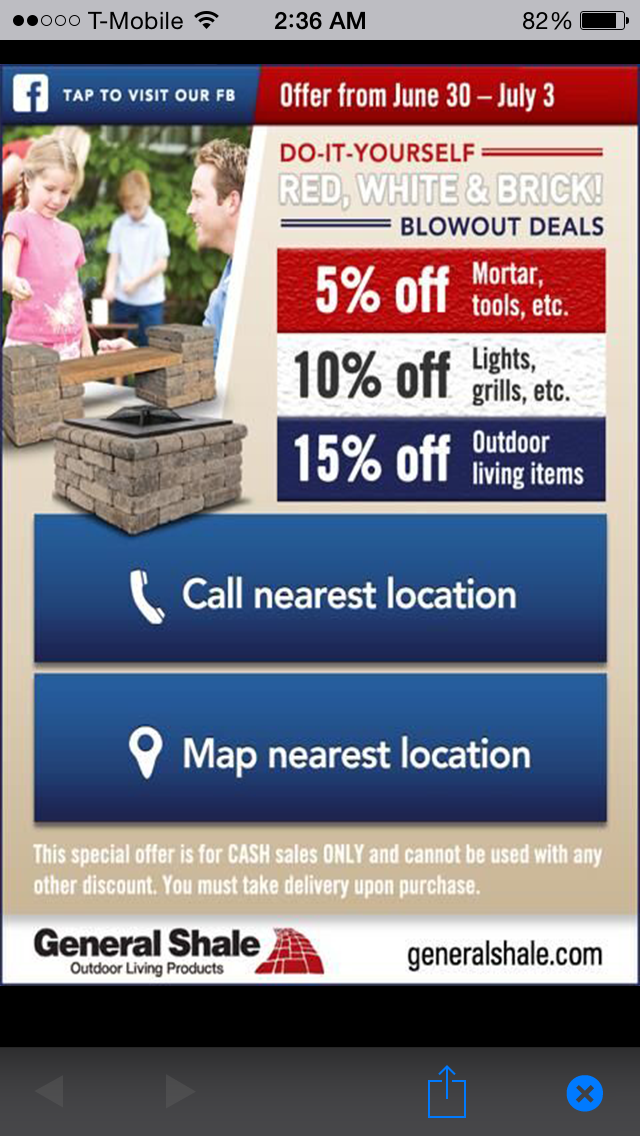 T-Mobile 2:36 AM 82%
f TAP TO VISIT OUR FB
Offer from June 30 – July 3
DO-IT-YOURSELF
RED, WHITE & BRICK!
BLOWOUT DEALS
5% off Mortar,
tools, etc.
10% off Lights,
grills, etc.
15% off Outdoor
living items
Call nearest location
Map nearest location
This special offer is for CASH sales ONLY and cannot be used with any
other discount. You must take delivery upon purchase.
General Shale
Outdoor Living Products
generalshale.com